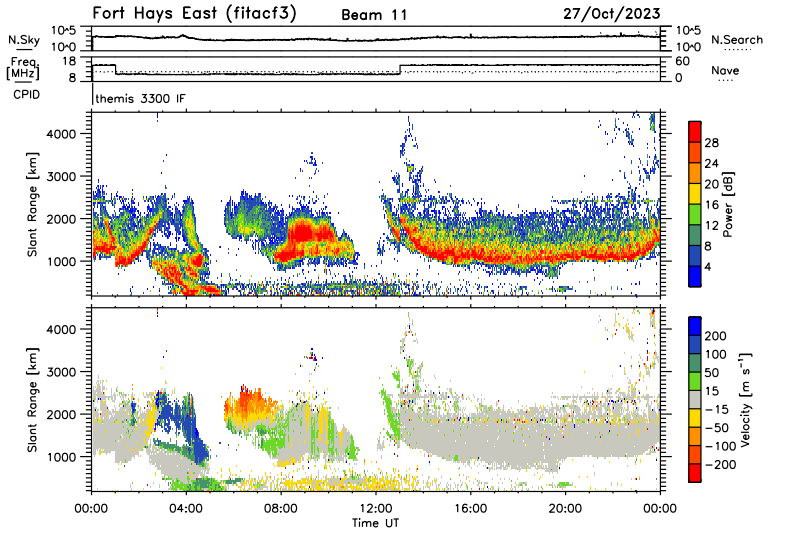 Fort Hays East (fitacf3) Beam 11 27/Oct/2023
N.Sky 10^5 10^0 10^5 10^0 N.Search
Freq. [MHz] 18 8 60 0 Nave
CPID themis 3300 IF
Slant Range [km] 4000 3000 2000 1000
28 24 20 16 12 8 4 Power [dB]
Slant Range [km] 4000 3000 2000 1000
200 100 50 15 −15 −50 −100 −200 Velocity [m s⁻¹]
00:00 04:00 08:00 12:00 16:00 20:00 00:00
Time UT